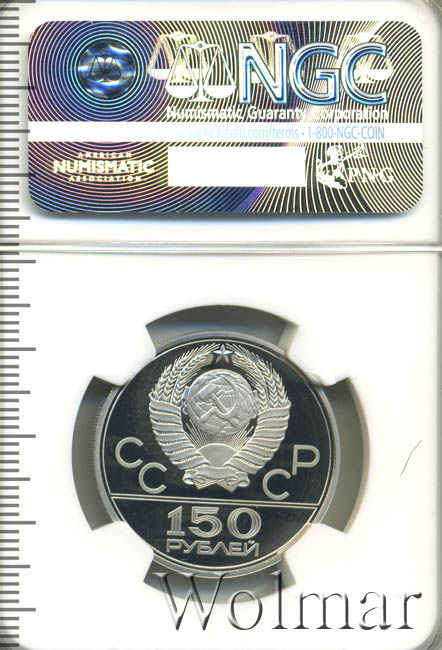 NGC
Numismatic Guaranty Corporation
www.NGCcoin.com/terms • 1-800-NGC-COIN
AMERICAN
NUMISMATIC
ASSOCIATION
PNG
СССР
150
РУБЛЕЙ
Wolmar